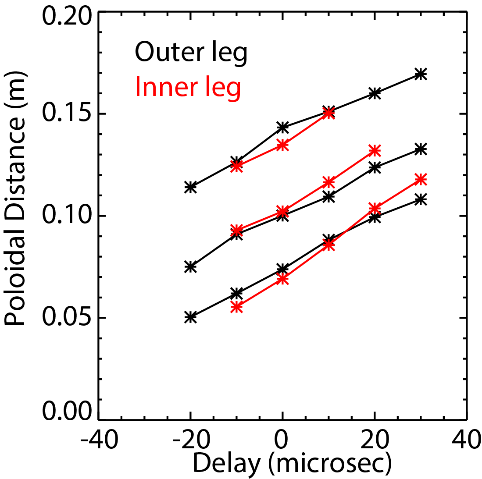 0.20
Outer leg
Inner leg
0.15
0.10
0.05
0.00
Poloidal Distance (m)
-40 -20 0 20 40
Delay (microsec)